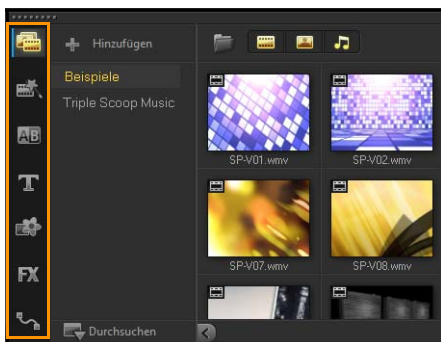 Hinzufügen
Beispiele
Triple Scoop Music
SP-V01.wmv
SP-V02.wmv
AB
T
SP-V07.wmv
SP-V08.wmv
FX
Durchsuchen